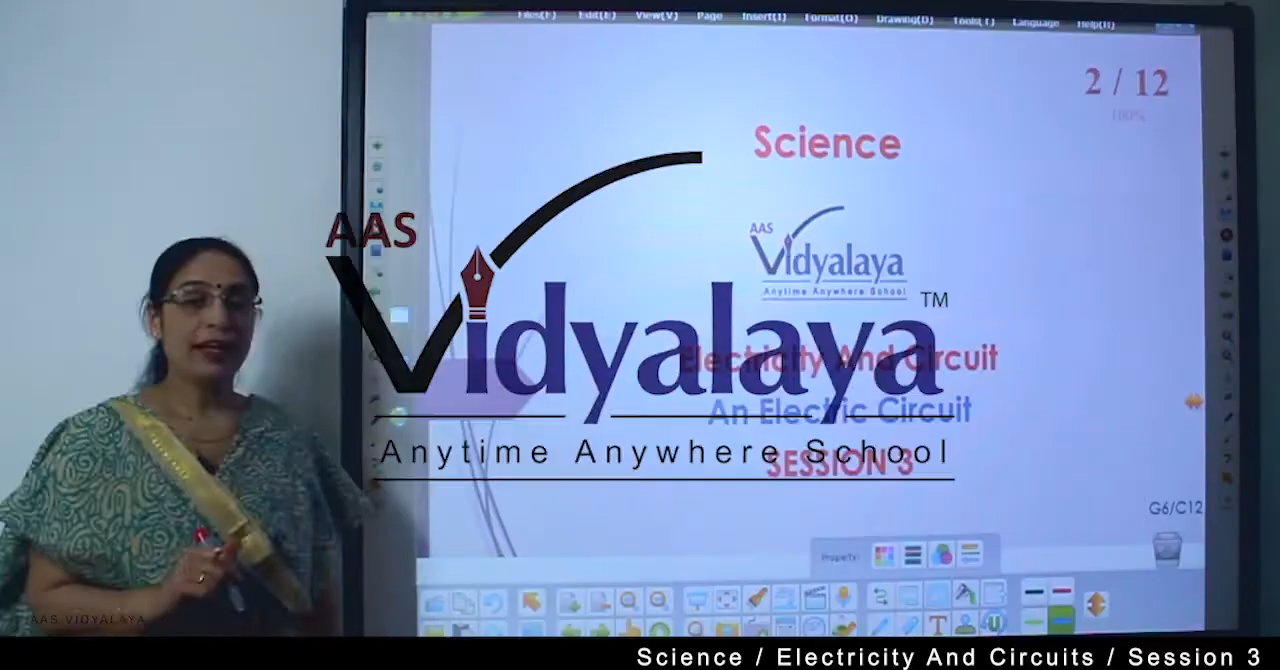 Files(F) Edit(E) View(V) Page Insert(I) Format(O) Drawing(D) Tools(T) Language Help(H)
2 / 12
100%
Science
AAS
Vidyalaya
Anytime Anywhere School
AAS
Vidyalaya™
Anytime Anywhere School
Electricity And Circuit
An Electric Circuit
SESSION 3
G6/C12
Property:
AAS VIDYALAYA
Science / Electricity And Circuits / Session 3